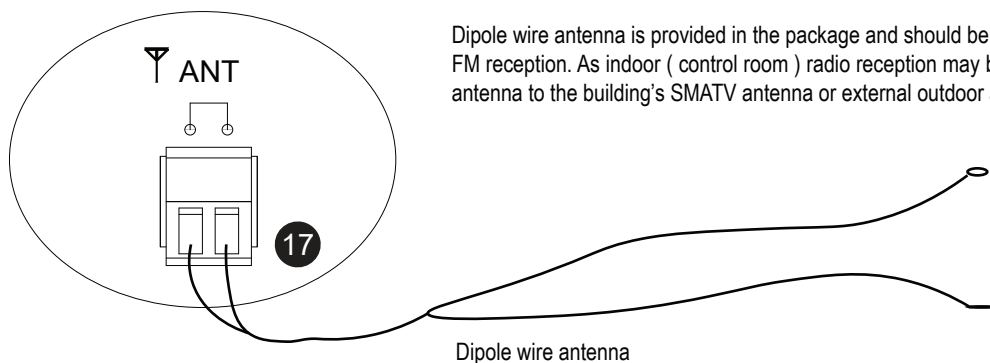 ANT
Dipole wire antenna is provided in the package and should be
FM reception. As indoor ( control room ) radio reception may
antenna to the building's SMATV antenna or external outdoor
17
Dipole wire antenna